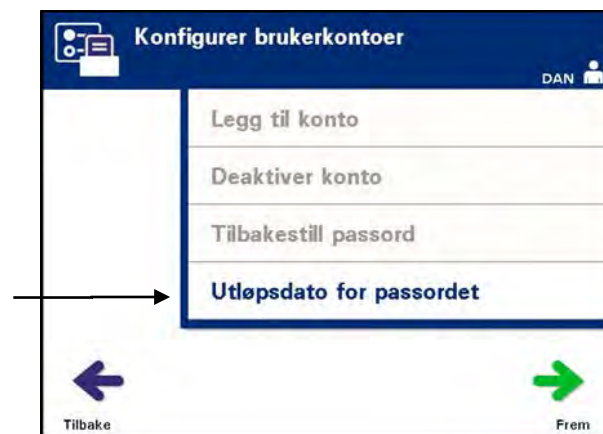 Konfigurer brukerkontoer
DAN
Legg til konto
Deaktiver konto
Tilbakestill passord
Utløpsdato for passordet
Tilbake
Frem